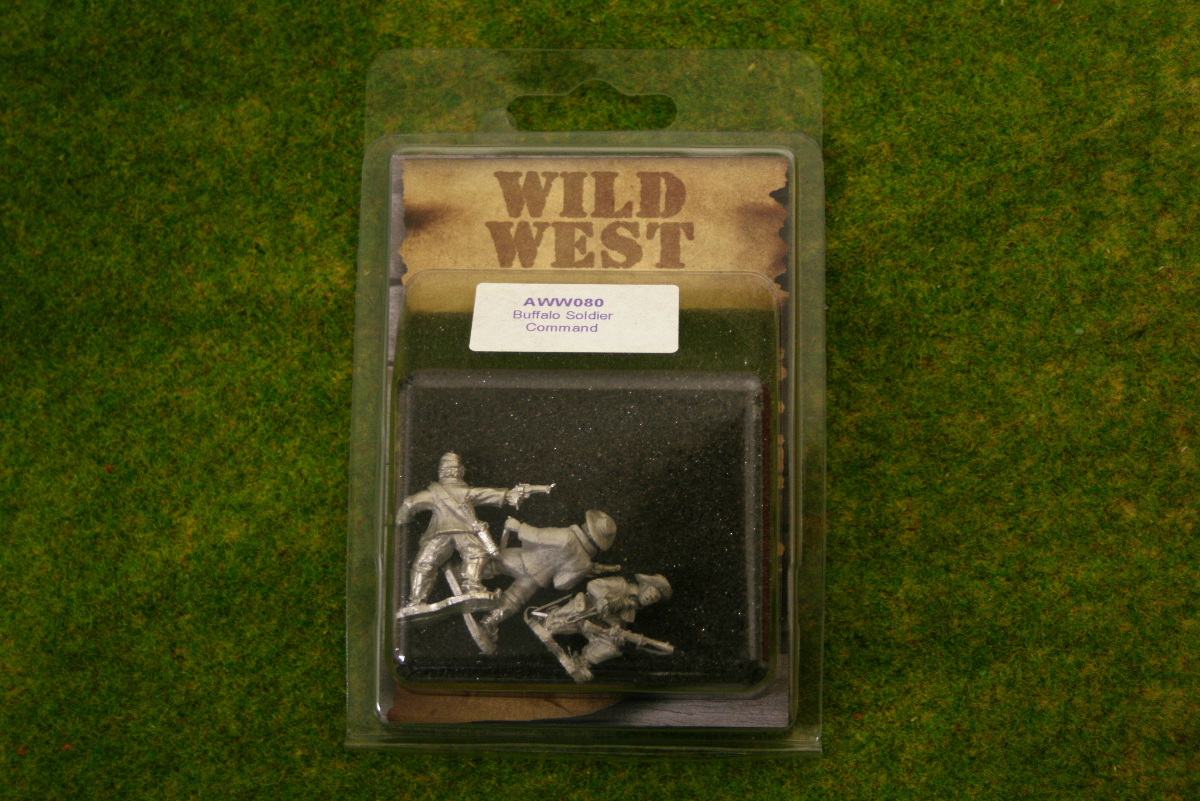 WILD
WEST
AWW080
Buffalo Soldier
Command